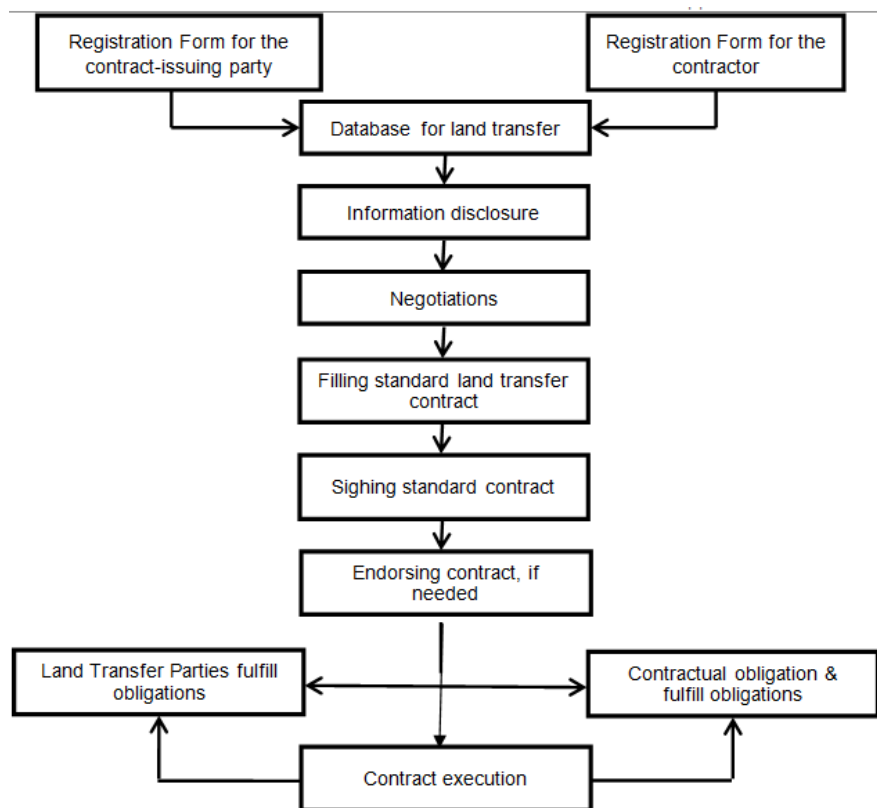 Registration Form for the
contract-issuing party
Registration Form for the
contractor
Database for land transfer
Information disclosure
Negotiations
Filling standard land transfer
contract
Sighing standard contract
Endorsing contract, if
needed
Land Transfer Parties fulfill
obligations
Contractual obligation &
fulfill obligations
Contract execution